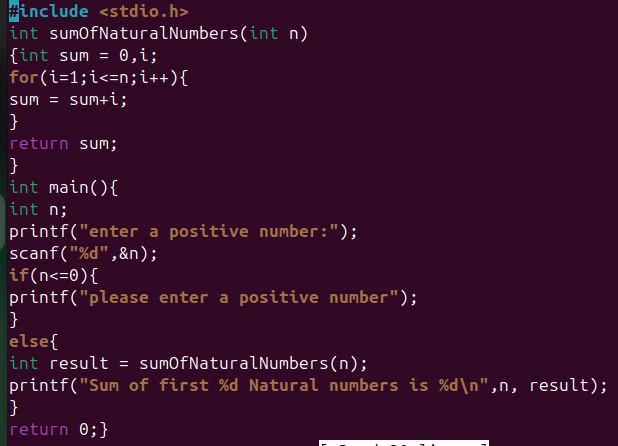 #include <stdio.h>
int sumOfNaturalNumbers(int n)
{int sum = 0,i;
for(i=1;i<=n;i++){
sum = sum+i;
}
return sum;
}
int main(){
int n;
printf("enter a positive number:");
scanf("%d",&n);
if(n<=0){
printf("please enter a positive number");
}
else{
int result = sumOfNaturalNumbers(n);
printf("Sum of first %d Natural numbers is %d\n",n, result);
}
return 0;}